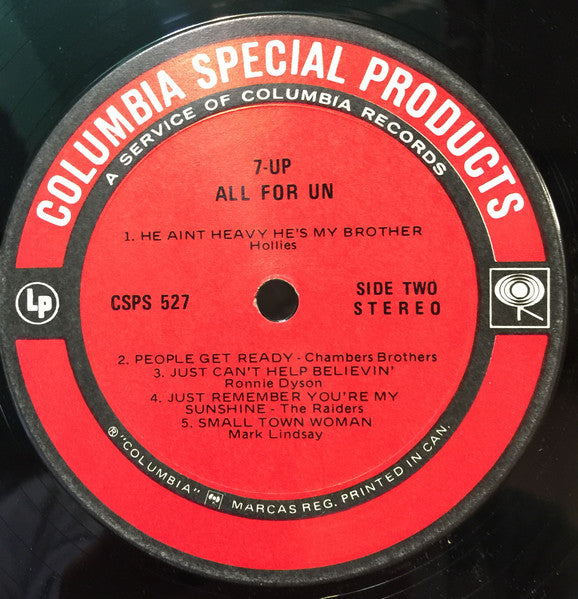 COLUMBIA SPECIAL PRODUCTS
A SERVICE OF COLUMBIA RECORDS
7-UP
ALL FOR UN
1. HE AINT HEAVY HE'S MY BROTHER
Hollies
LP
CSPS 527
SIDE TWO
STEREO
2. PEOPLE GET READY - Chambers Brothers
3. JUST CAN'T HELP BELIEVIN'
Ronnie Dyson
4. JUST REMEMBER YOU'RE MY
SUNSHINE - The Raiders
5. SMALL TOWN WOMAN
Mark Lindsay
® "COLUMBIA" MARCAS REG. PRINTED IN CAN.